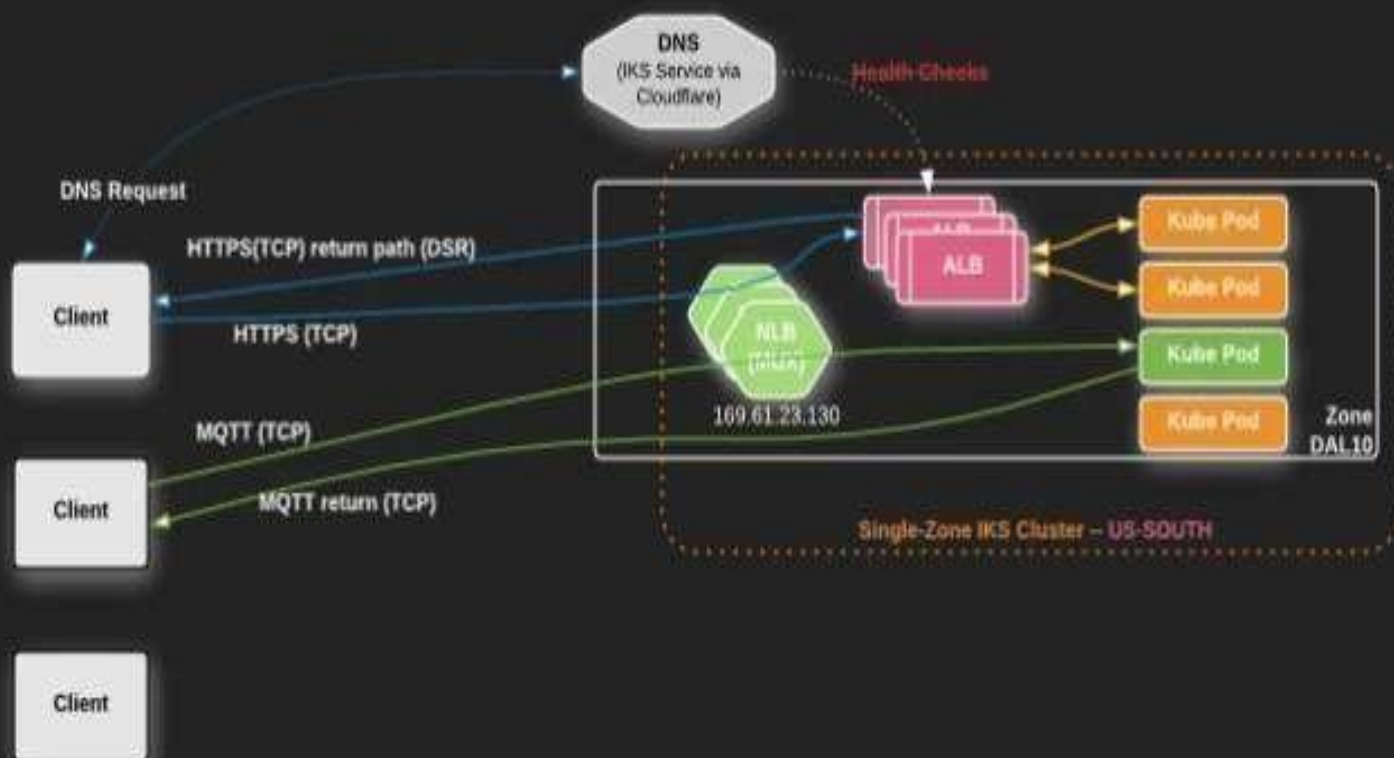 DNS
(IKS Service via
Cloudflare)
Health Checks
DNS Request
HTTPS(TCP) return path (DSR)
HTTPS (TCP)
Client
ALB
ALB
Kube Pod
Kube Pod
Kube Pod
Kube Pod
NLB
(MUX)
169.61.23.130
Zone
DAL10
MQTT (TCP)
MQTT return (TCP)
Client
Single-Zone IKS Cluster – US-SOUTH
Client